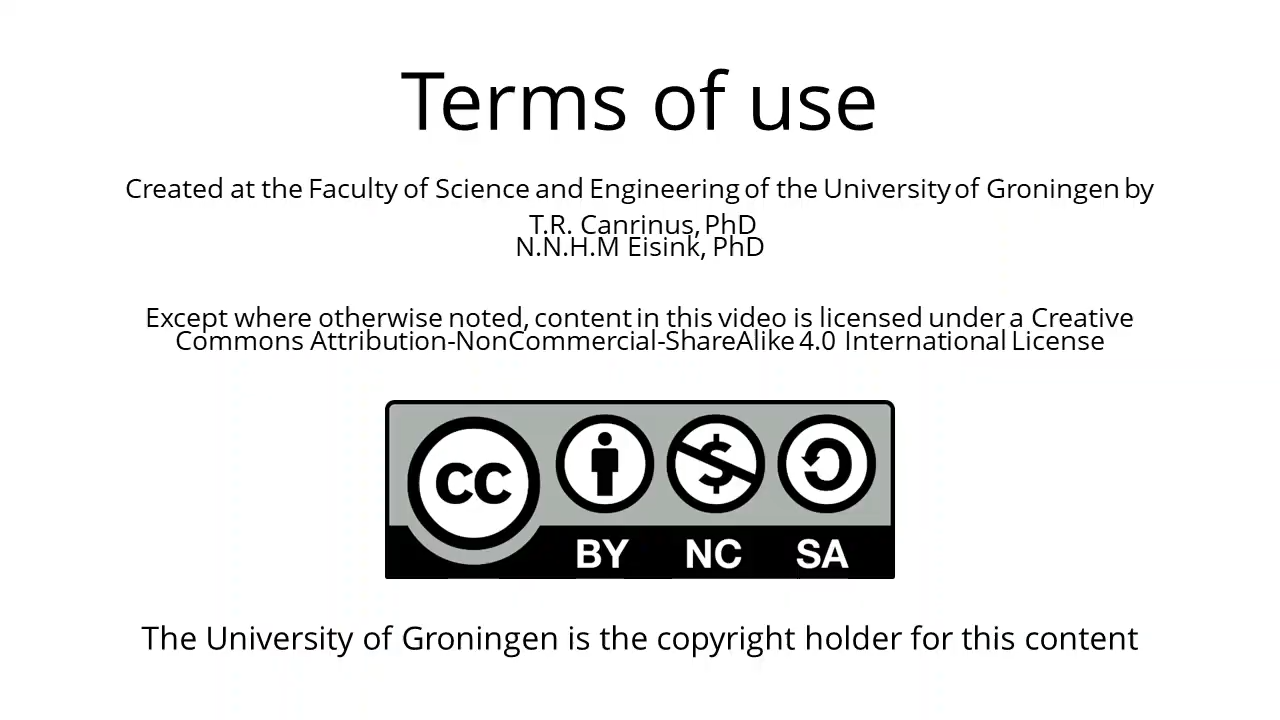 Terms of use
Created at the Faculty of Science and Engineering of the University of Groningen by
T.R. Canrinus, PhD
N.N.H.M Eisink, PhD
Except where otherwise noted, content in this video is licensed under a Creative
Commons Attribution-NonCommercial-ShareAlike 4.0 International License
cc
BY NC SA
The University of Groningen is the copyright holder for this content